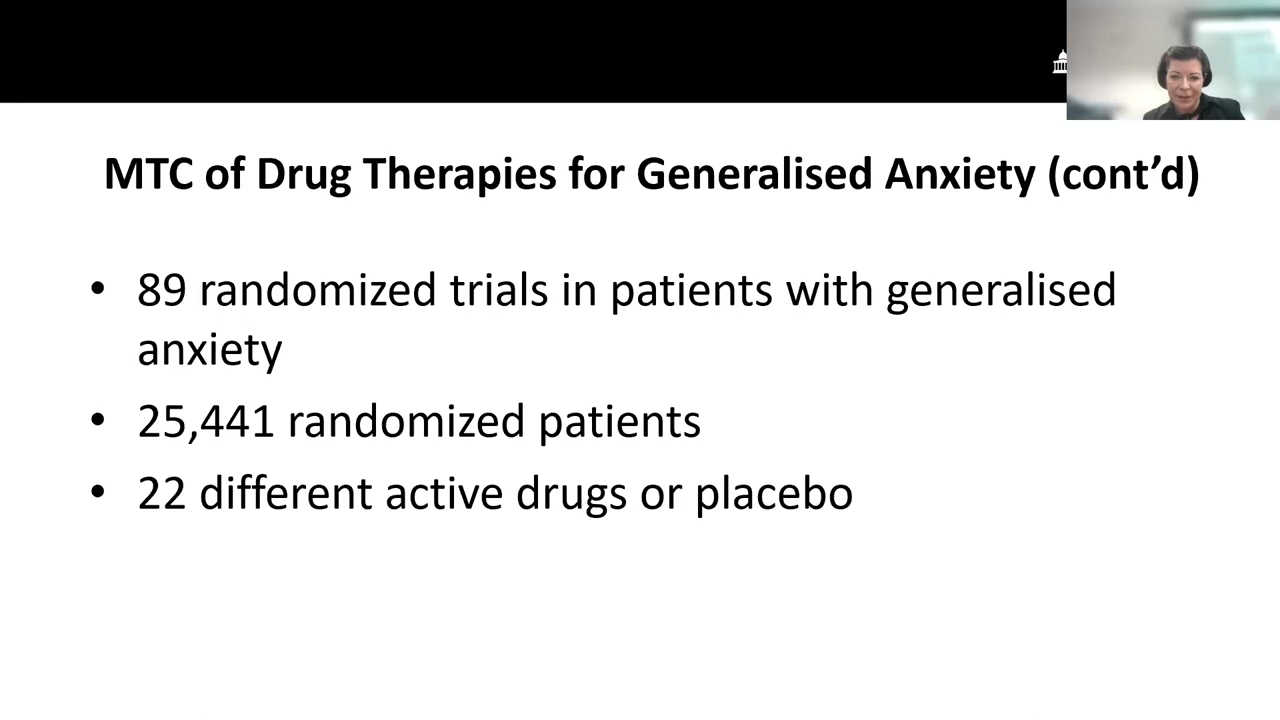 MTC of Drug Therapies for Generalised Anxiety (cont’d)
• 89 randomized trials in patients with generalised
anxiety
• 25,441 randomized patients
• 22 different active drugs or placebo